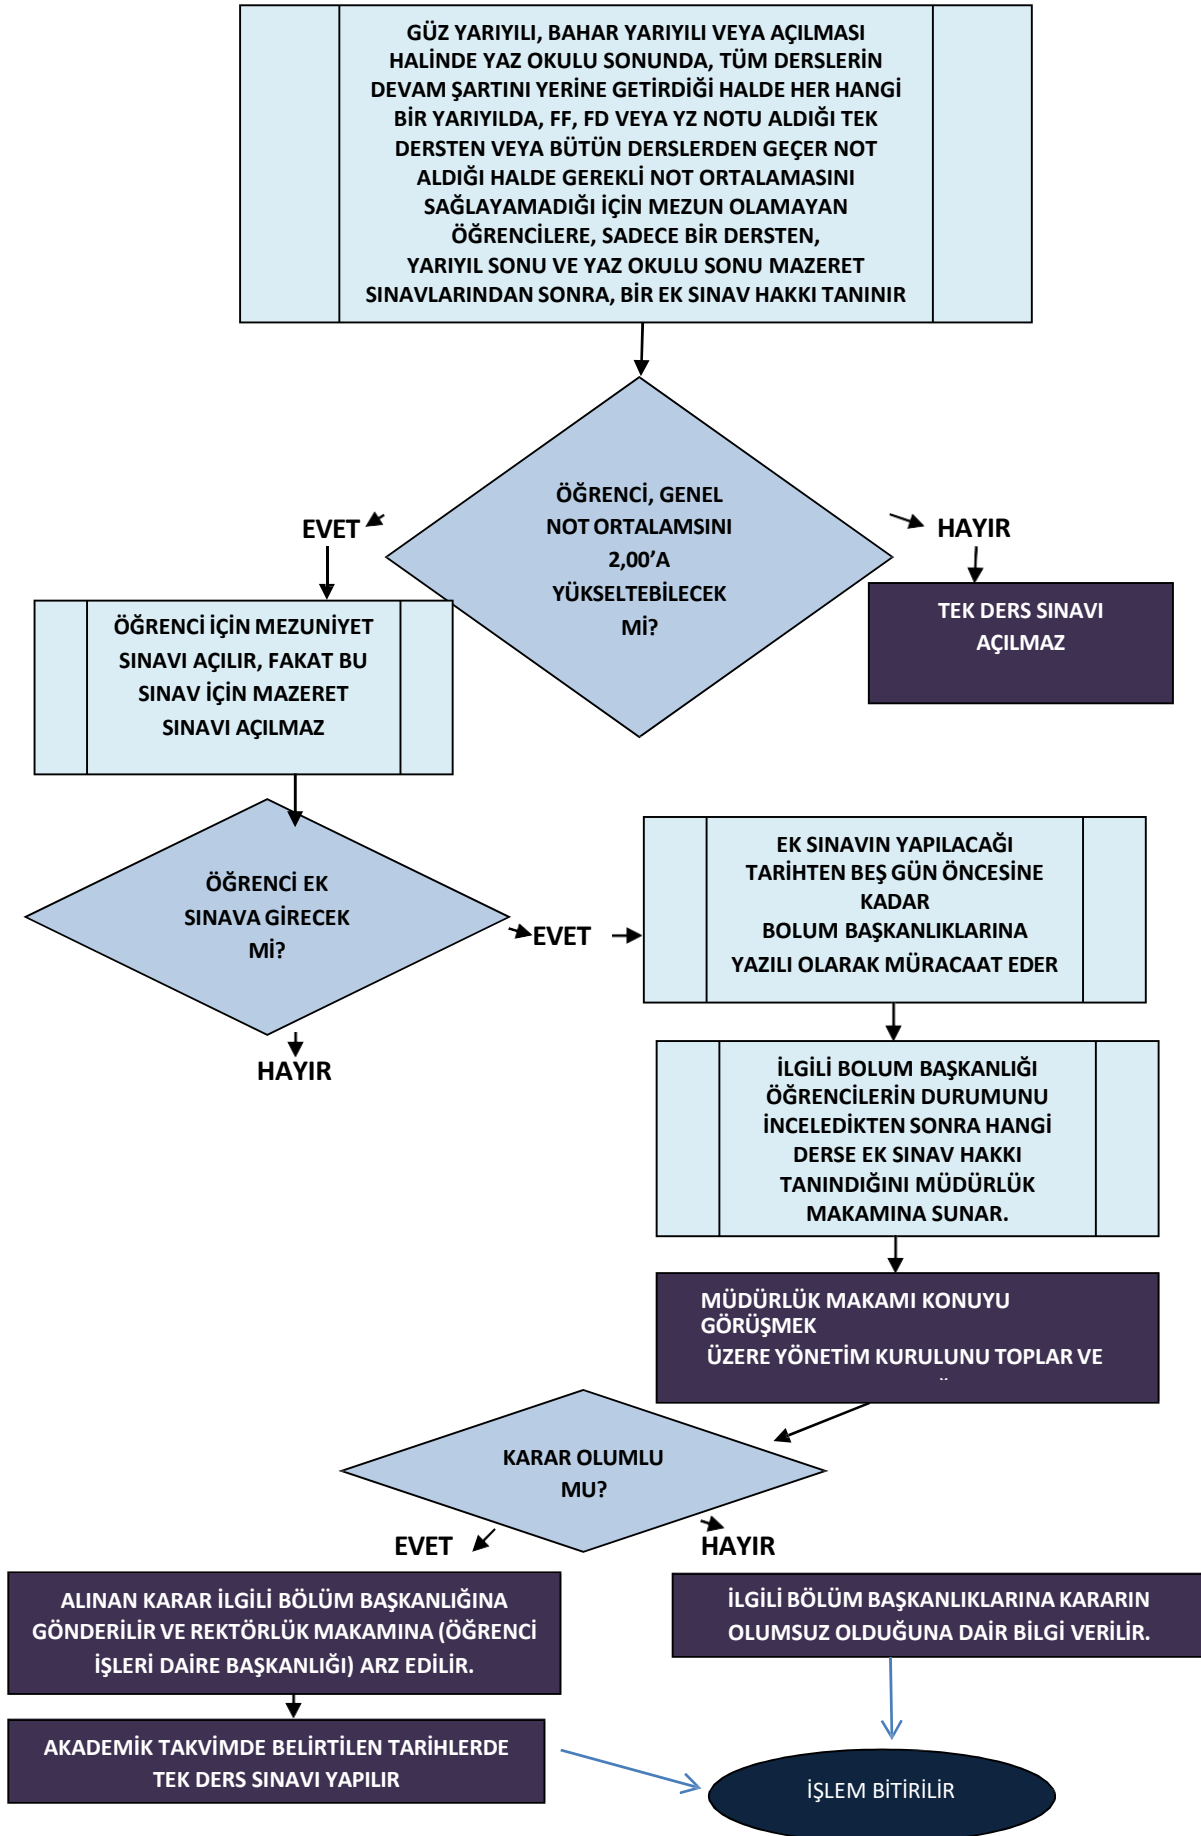 GÜZ YARIYILI, BAHAR YARIYILI VEYA AÇILMASI
HALİNDE YAZ OKULU SONUNDA, TÜM DERSLERİN
DEVAM ŞARTINI YERİNE GETİRDİĞİ HALDE HER HANGİ
BİR YARIYILDA, FF, FD VEYA YZ NOTU ALDIĞI TEK
DERSTEN VEYA BÜTÜN DERSLERDEN GEÇER NOT
ALDIĞI HALDE GEREKLİ NOT ORTALAMASINI
SAĞLAYAMADIĞI İÇİN MEZUN OLAMAYAN
ÖĞRENCİLERE, SADECE BİR DERSTEN,
YARIYIL SONU VE YAZ OKULU SONU MAZERET
SINAVLARINDAN SONRA, BİR EK SINAV HAKKI TANINIR
ÖĞRENCİ, GENEL
NOT ORTALAMSINI
2,00'A
YÜKSELTEBİLECEK
Mİ?
EVET
HAYIR
TEK DERS SINAVI
AÇILMAZ
ÖĞRENCİ İÇİN MEZUNİYET
SINAVI AÇILIR, FAKAT BU
SINAV İÇİN MAZERET
SINAVI AÇILMAZ
ÖĞRENCİ EK
SINAVA GİRECEK
Mİ?
EVET
HAYIR
EK SINAVIN YAPILACAĞI
TARİHTEN BEŞ GÜN ÖNCESİNE
KADAR
BOLUM BAŞKANLIKLARINA
YAZILI OLARAK MÜRACAAT EDER
İLGİLİ BOLUM BAŞKANLIĞI
ÖĞRENCİLERİN DURUMUNU
İNCELEDİKTEN SONRA HANGİ
DERSE EK SINAV HAKKI
TANINDIĞINI MÜDÜRLÜK
MAKAMINA SUNAR.
MÜDÜRLÜK MAKAMI KONUYU
GÖRÜŞMEK
ÜZERE YÖNETİM KURULUNU TOPLAR VE
KARAR OLUMLU
MU?
EVET
HAYIR
ALINAN KARAR İLGİLİ BÖLÜM BAŞKANLIĞINA
GÖNDERİLİR VE REKTÖRLÜK MAKAMINA (ÖĞRENCİ
İŞLERİ DAİRE BAŞKANLIĞI) ARZ EDİLİR.
İLGİLİ BÖLÜM BAŞKANLIKLARINA KARARIN
OLUMSUZ OLDUĞUNA DAİR BİLGİ VERİLİR.
AKADEMİK TAKVİMDE BELİRTİLEN TARİHLERDE
TEK DERS SINAVI YAPILIR
İŞLEM BİTİRİLİR